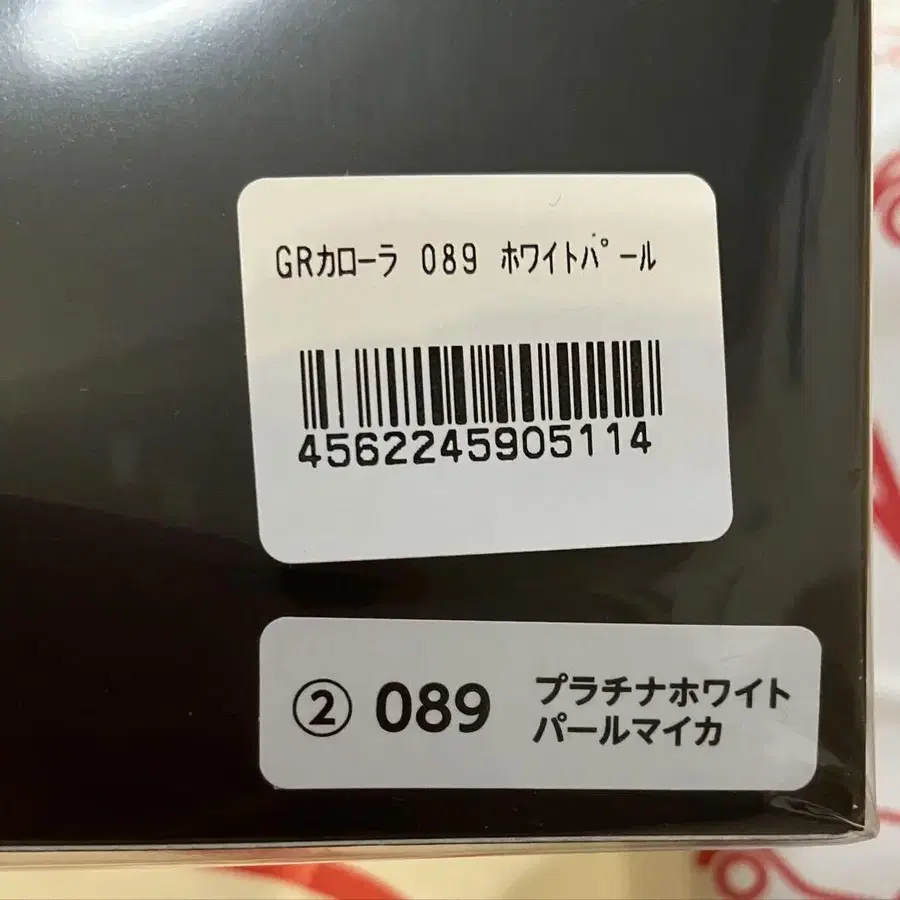 GRカローラ 089 ホワイトパール
4562245905114
② 089 プラチナホワイト
パールマイカ